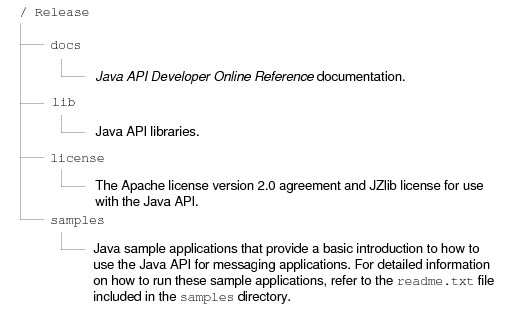 / Release
docs
Java API Developer Online Reference documentation.
lib
Java API libraries.
license
The Apache license version 2.0 agreement and JZlib license for use
with the Java API.
samples
Java sample applications that provide a basic introduction to how to
use the Java API for messaging applications. For detailed information
on how to run these sample applications, refer to the readme.txt file
included in the samples directory.